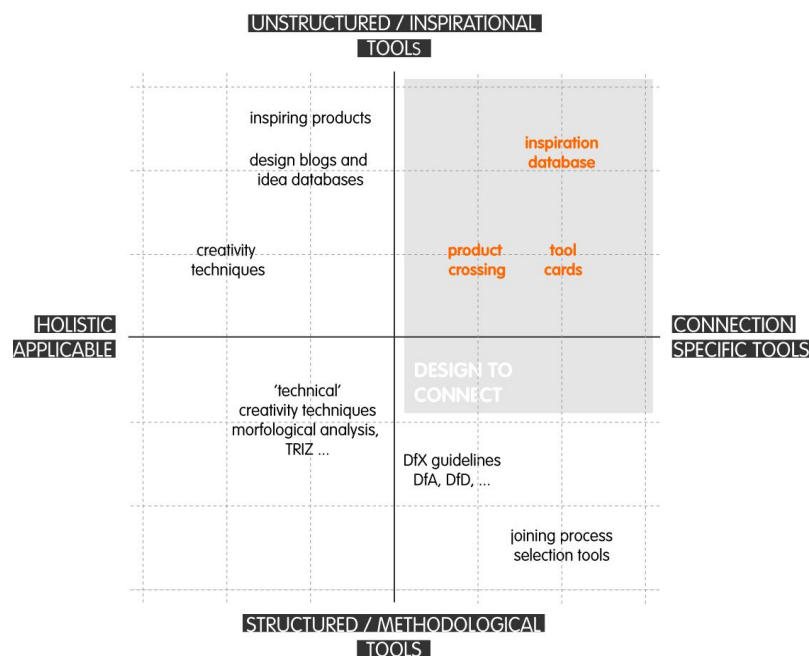 UNSTRUCTURED / INSPIRATIONAL
TOOLS
inspiring products
design blogs and
idea databases
inspiration
database
creativity
techniques
product
crossing
tool
cards
HOLISTIC
APPLICABLE
CONNECTION
SPECIFIC TOOLS
DESIGN TO
CONNECT
'technical'
creativity techniques
morfological analysis,
TRIZ ...
DfX guidelines
DfA, DfD, ...
joining process
selection tools
STRUCTURED / METHODOLOGICAL
TOOLS